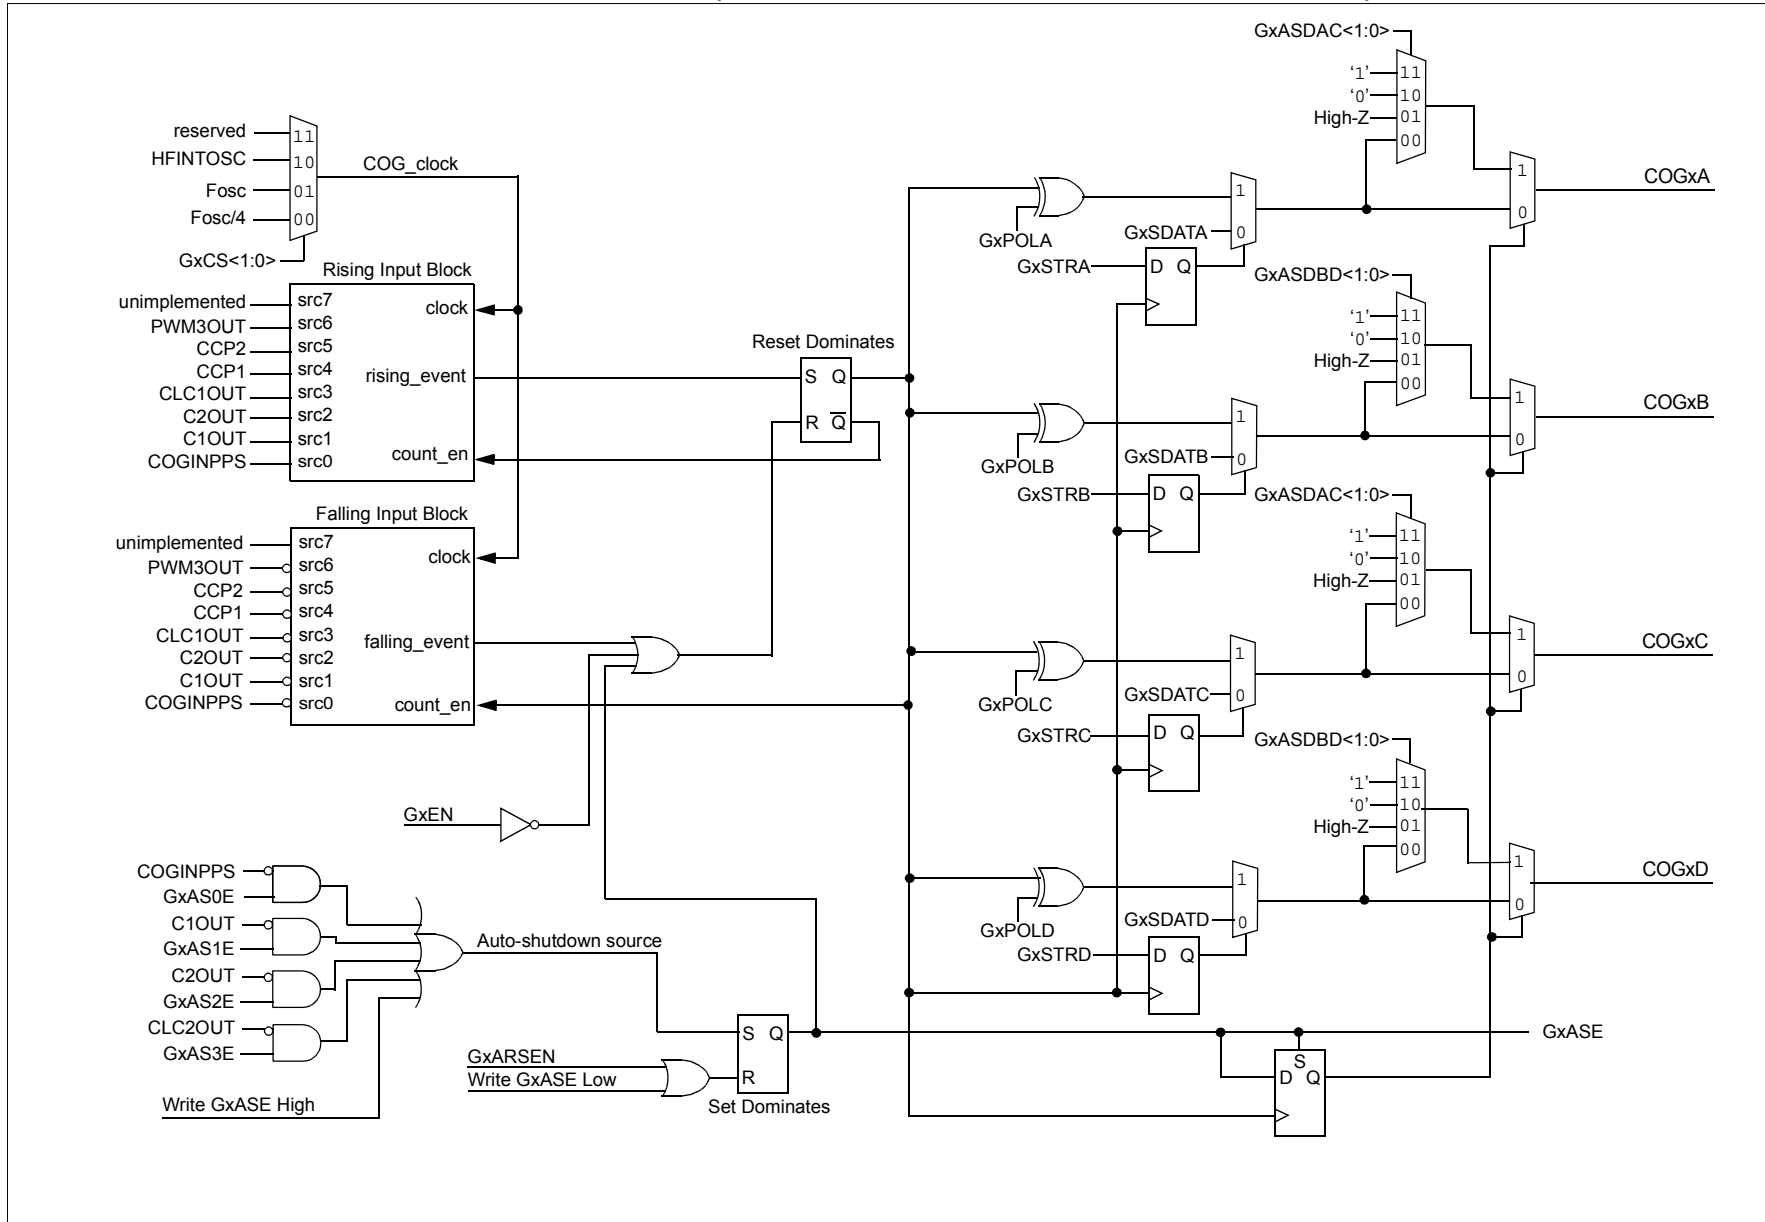 GxASDAC<1:0>
'1' 11
'0' 10
High-Z 01
00
1
0
COGxA
reserved 11
HFINTOSC 10
Fosc 01
Fosc/4 00
COG_clock
GxCS<1:0>
GxPOLA
GxSDATA
1
0
GxSTRA
D Q
Rising Input Block
unimplemented src7
PWM3OUT src6
CCP2 src5
CCP1 src4
CLC1OUT src3
C2OUT src2
C1OUT src1
COGINPPS src0
clock
rising_event
count_en
Reset Dominates
S Q
R Q
GxASDBD<1:0>
'1' 11
'0' 10
High-Z 01
00
1
0
COGxB
GxPOLB
GxSDATB
1
0
GxSTRB
D Q
Falling Input Block
unimplemented src7
PWM3OUT src6
CCP2 src5
CCP1 src4
CLC1OUT src3
C2OUT src2
C1OUT src1
COGINPPS src0
clock
falling_event
count_en
GxASDAC<1:0>
'1' 11
'0' 10
High-Z 01
00
1
0
COGxC
GxPOLC
GxSDATC
1
0
GxSTRC
D Q
GxEN
GxASDBD<1:0>
'1' 11
'0' 10
High-Z 01
00
1
0
COGxD
GxPOLD
GxSDATD
1
0
GxSTRD
D Q
COGINPPS
GxAS0E
C1OUT
GxAS1E
C2OUT
GxAS2E
CLC2OUT
GxAS3E
Auto-shutdown source
Write GxASE High
GxARSEN
Write GxASE Low
S Q
R
Set Dominates
GxASE
S
D Q